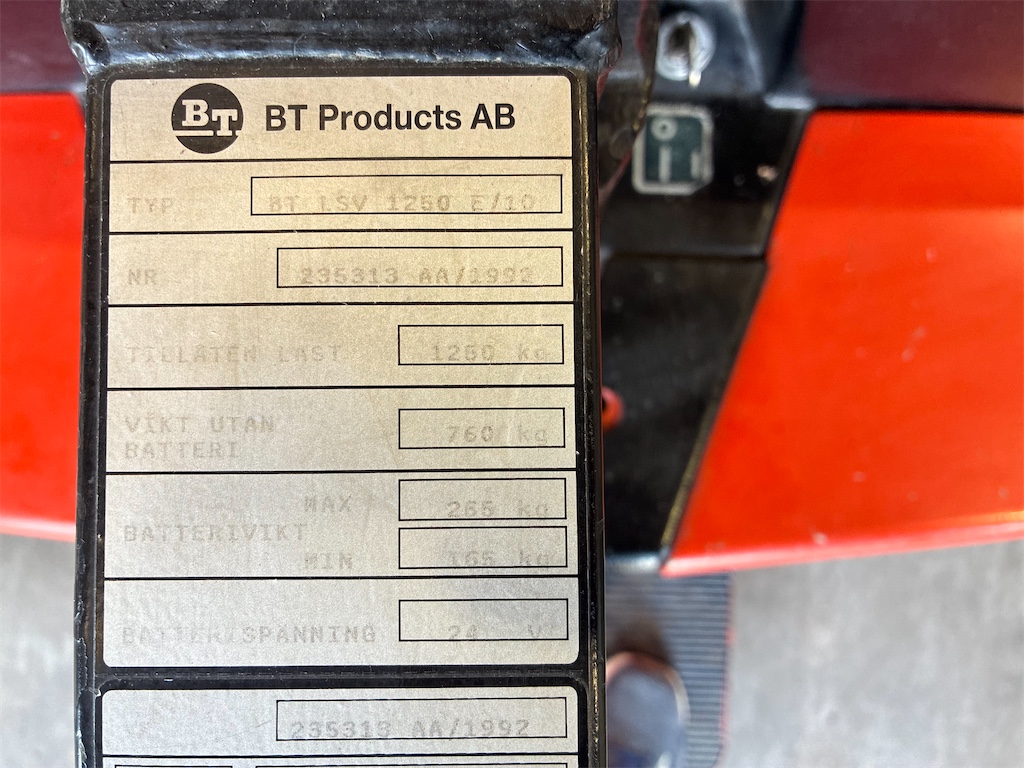 BT BT Products AB
TYP BT LSV 1250 E/10
NR 235313 AA/1992
TILLÅTEN LAST 1250 kg
VIKT UTAN
BATTERI 760 kg
MAX 265 kg
BATTERIVIKT
MIN 165 kg
BATTERISPÄNNING 24 V
235313 AA/1992